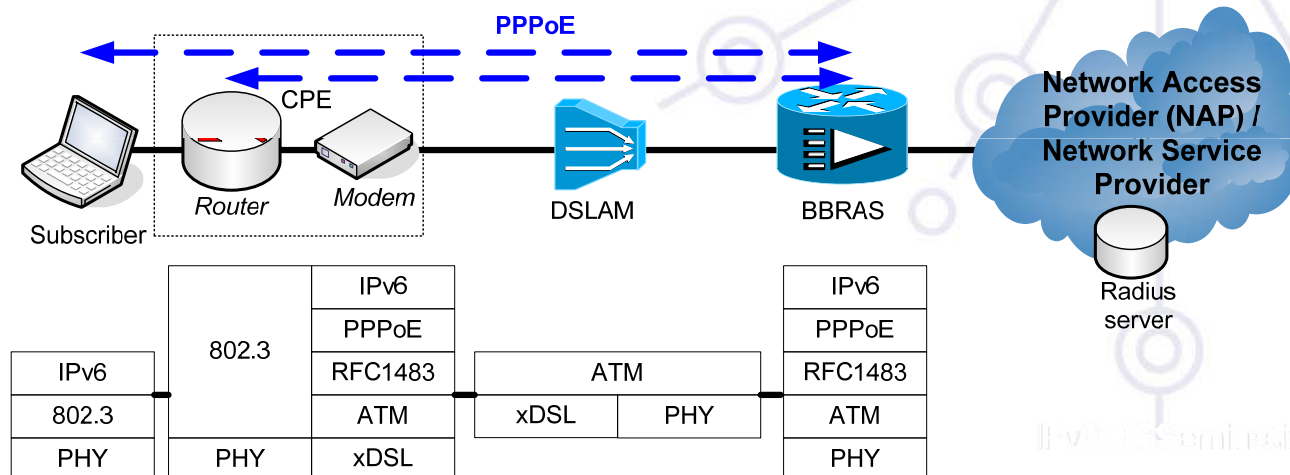 PPPoE
CPE
Router
Modem
Subscriber
DSLAM
BBRAS
Network Access
Provider (NAP) /
Network Service
Provider
Radius
server
IPv6
802.3
PHY
802.3
PHY
IPv6
PPPoE
RFC1483
ATM
xDSL
ATM
xDSL
PHY
IPv6
PPPoE
RFC1483
ATM
PHY